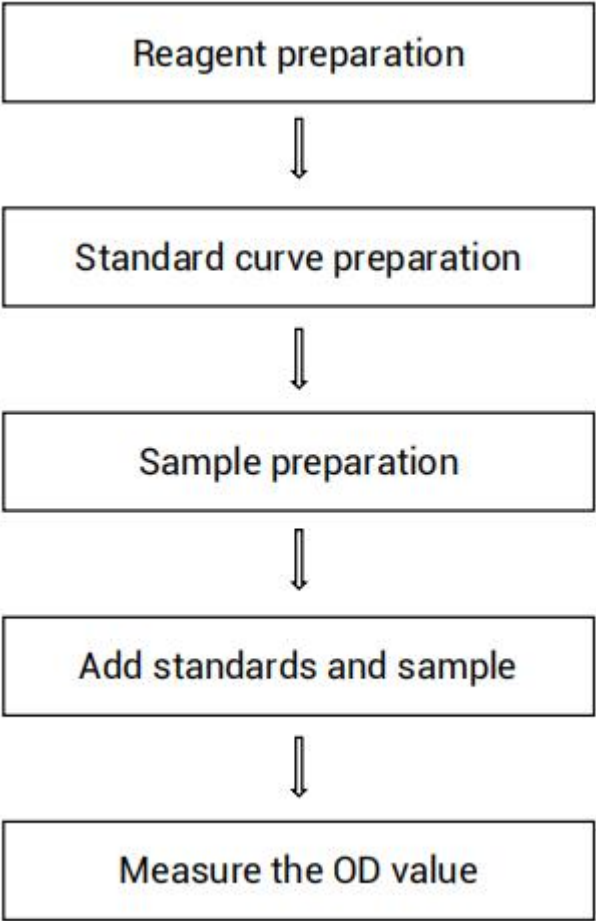 Reagent preparation
Standard curve preparation
Sample preparation
Add standards and sample
Measure the OD value